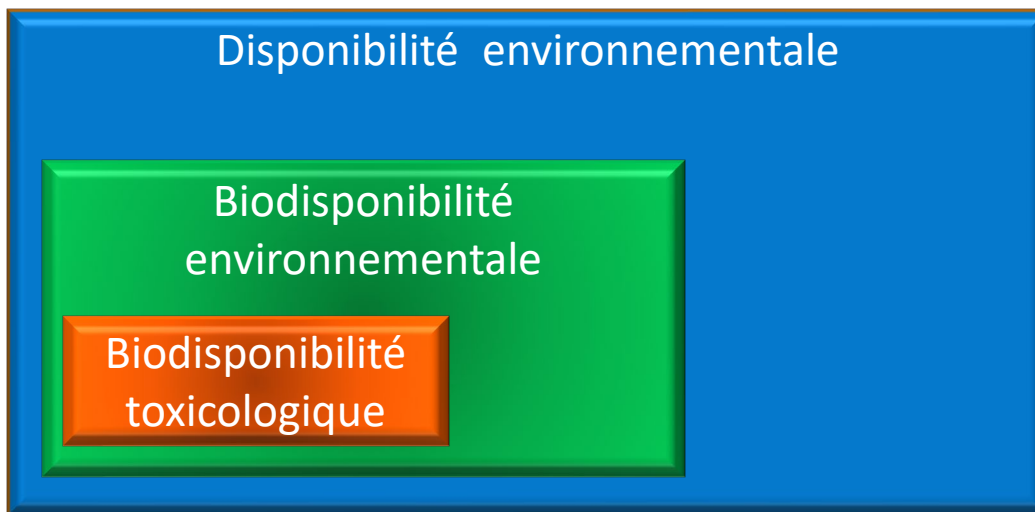 Disponibilité environnementale
Biodisponibilité
environnementale
Biodisponibilité
toxicologique